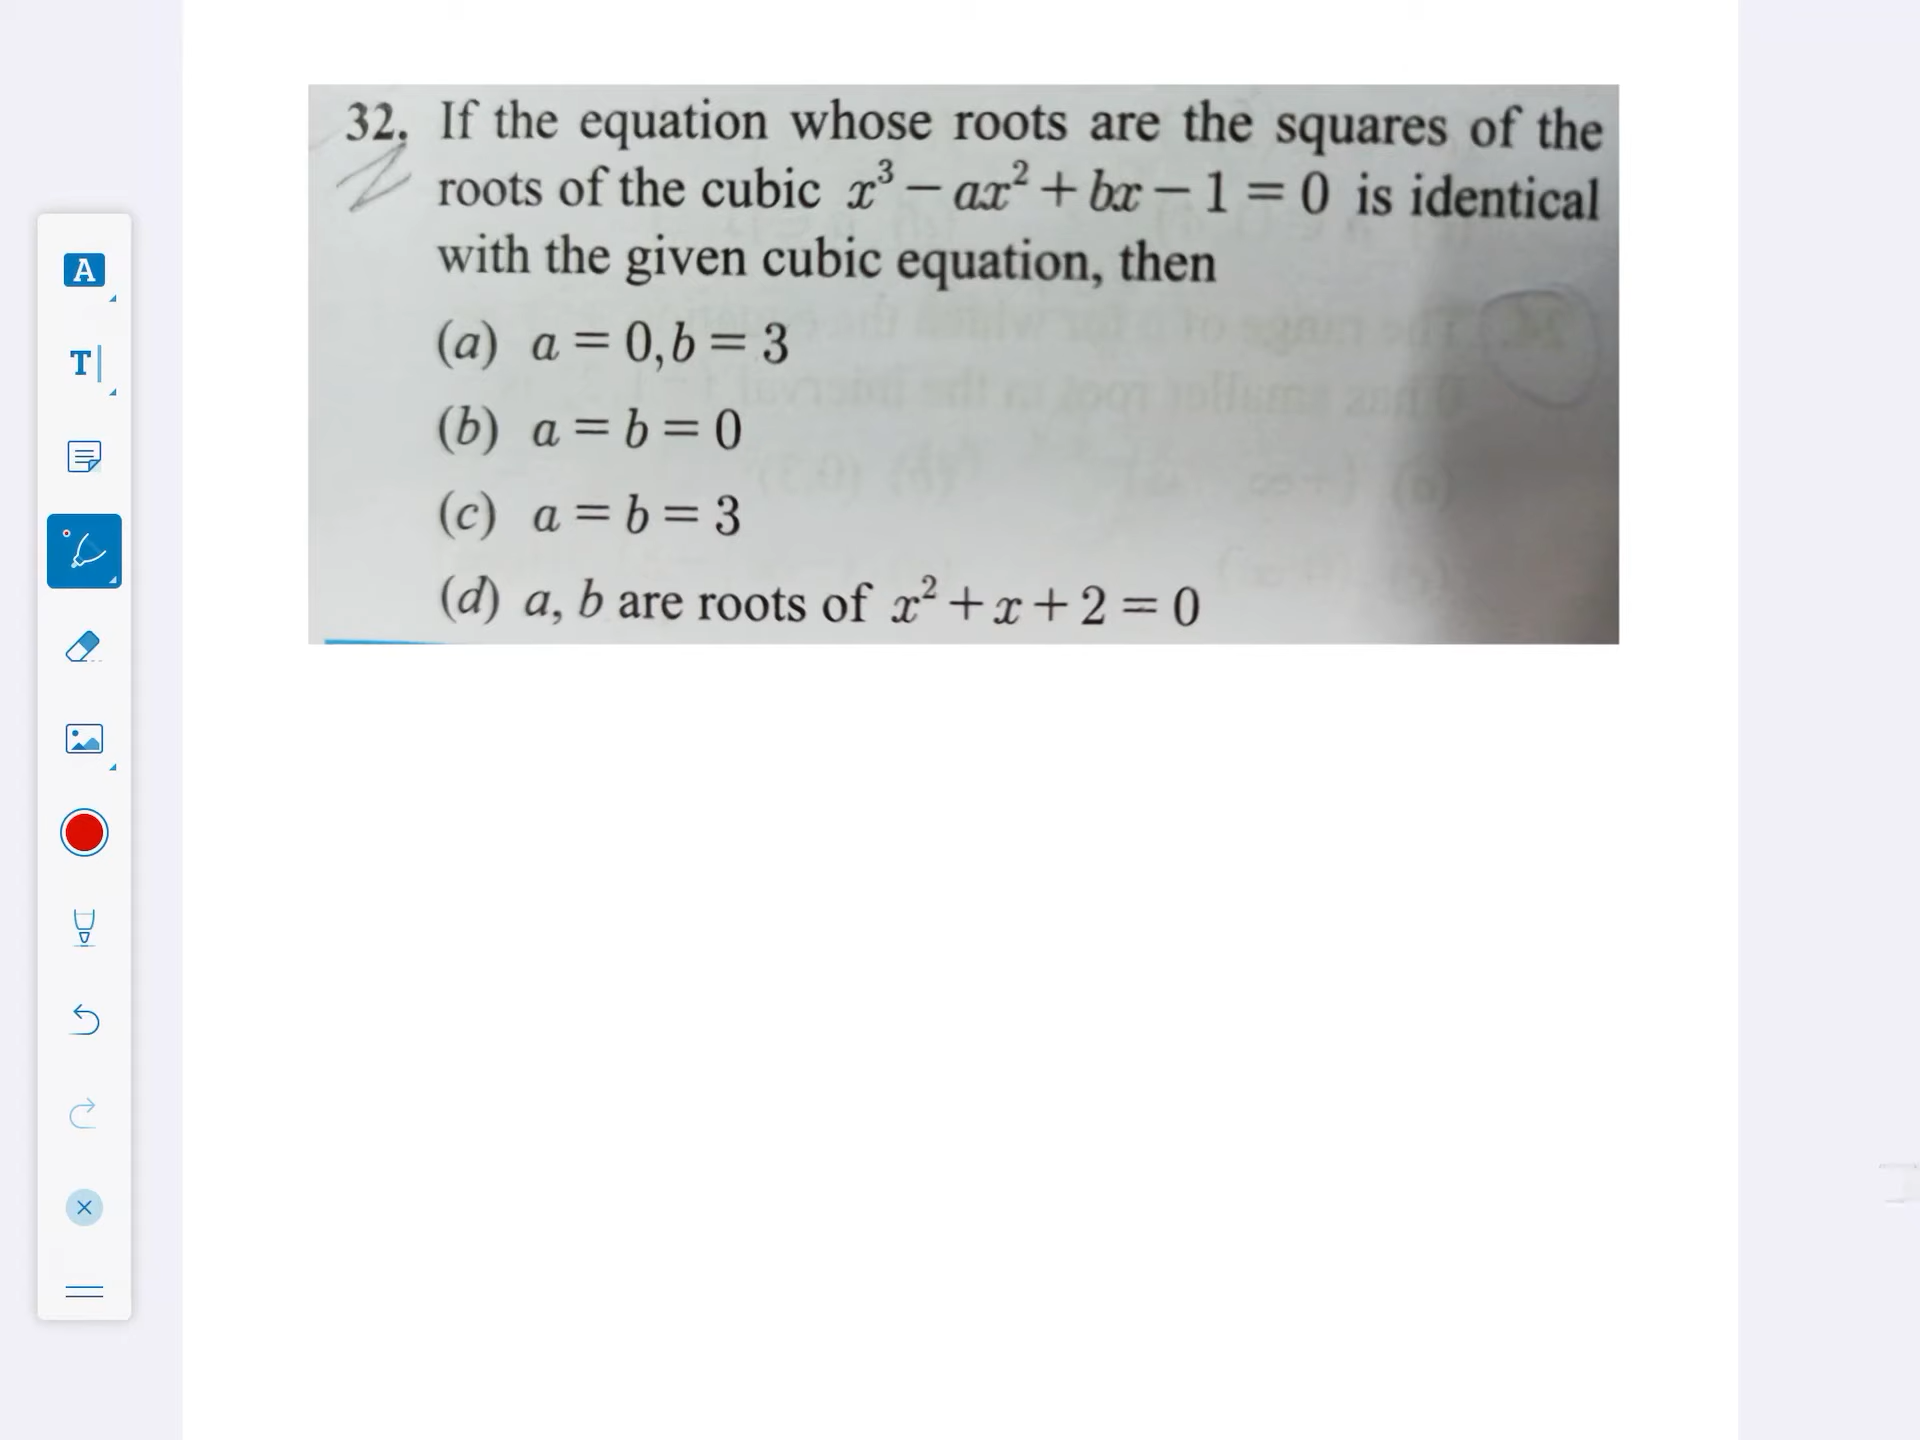 32. If the equation whose roots are the squares of the
roots of the cubic x³ − ax² + bx − 1 = 0 is identical
with the given cubic equation, then
(a) a = 0, b = 3
(b) a = b = 0
(c) a = b = 3
(d) a, b are roots of x² + x + 2 = 0
A
T